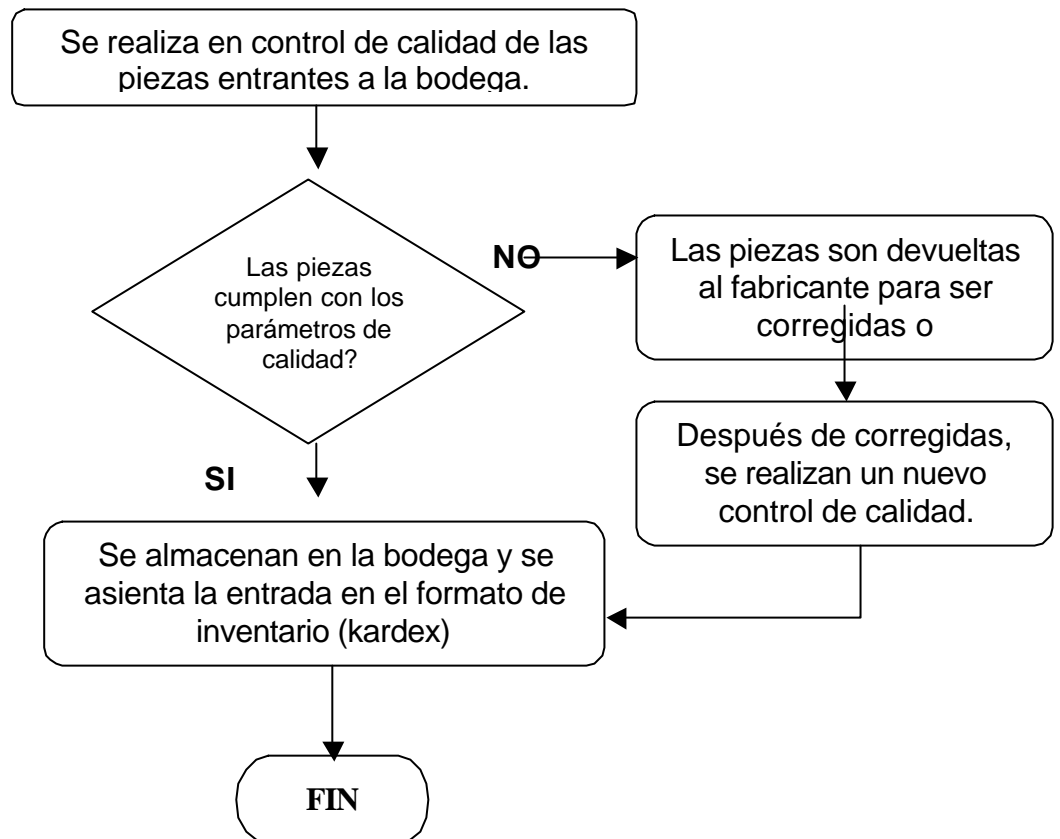 Se realiza en control de calidad de las
piezas entrantes a la bodega.
Las piezas
cumplen con los
parámetros de
calidad?
NO
Las piezas son devueltas
al fabricante para ser
corregidas o
Después de corregidas,
se realizan un nuevo
control de calidad.
SI
Se almacenan en la bodega y se
asienta la entrada en el formato de
inventario (kardex)
FIN